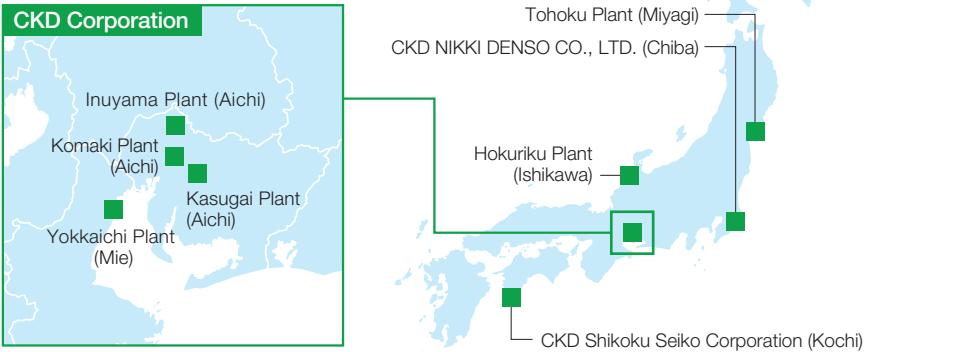 CKD Corporation
Inuyama Plant (Aichi)
Komaki Plant
(Aichi)
Kasugai Plant
(Aichi)
Yokkaichi Plant
(Mie)
Tohoku Plant (Miyagi)
CKD NIKKI DENSO CO., LTD. (Chiba)
Hokuriku Plant
(Ishikawa)
CKD Shikoku Seiko Corporation (Kochi)